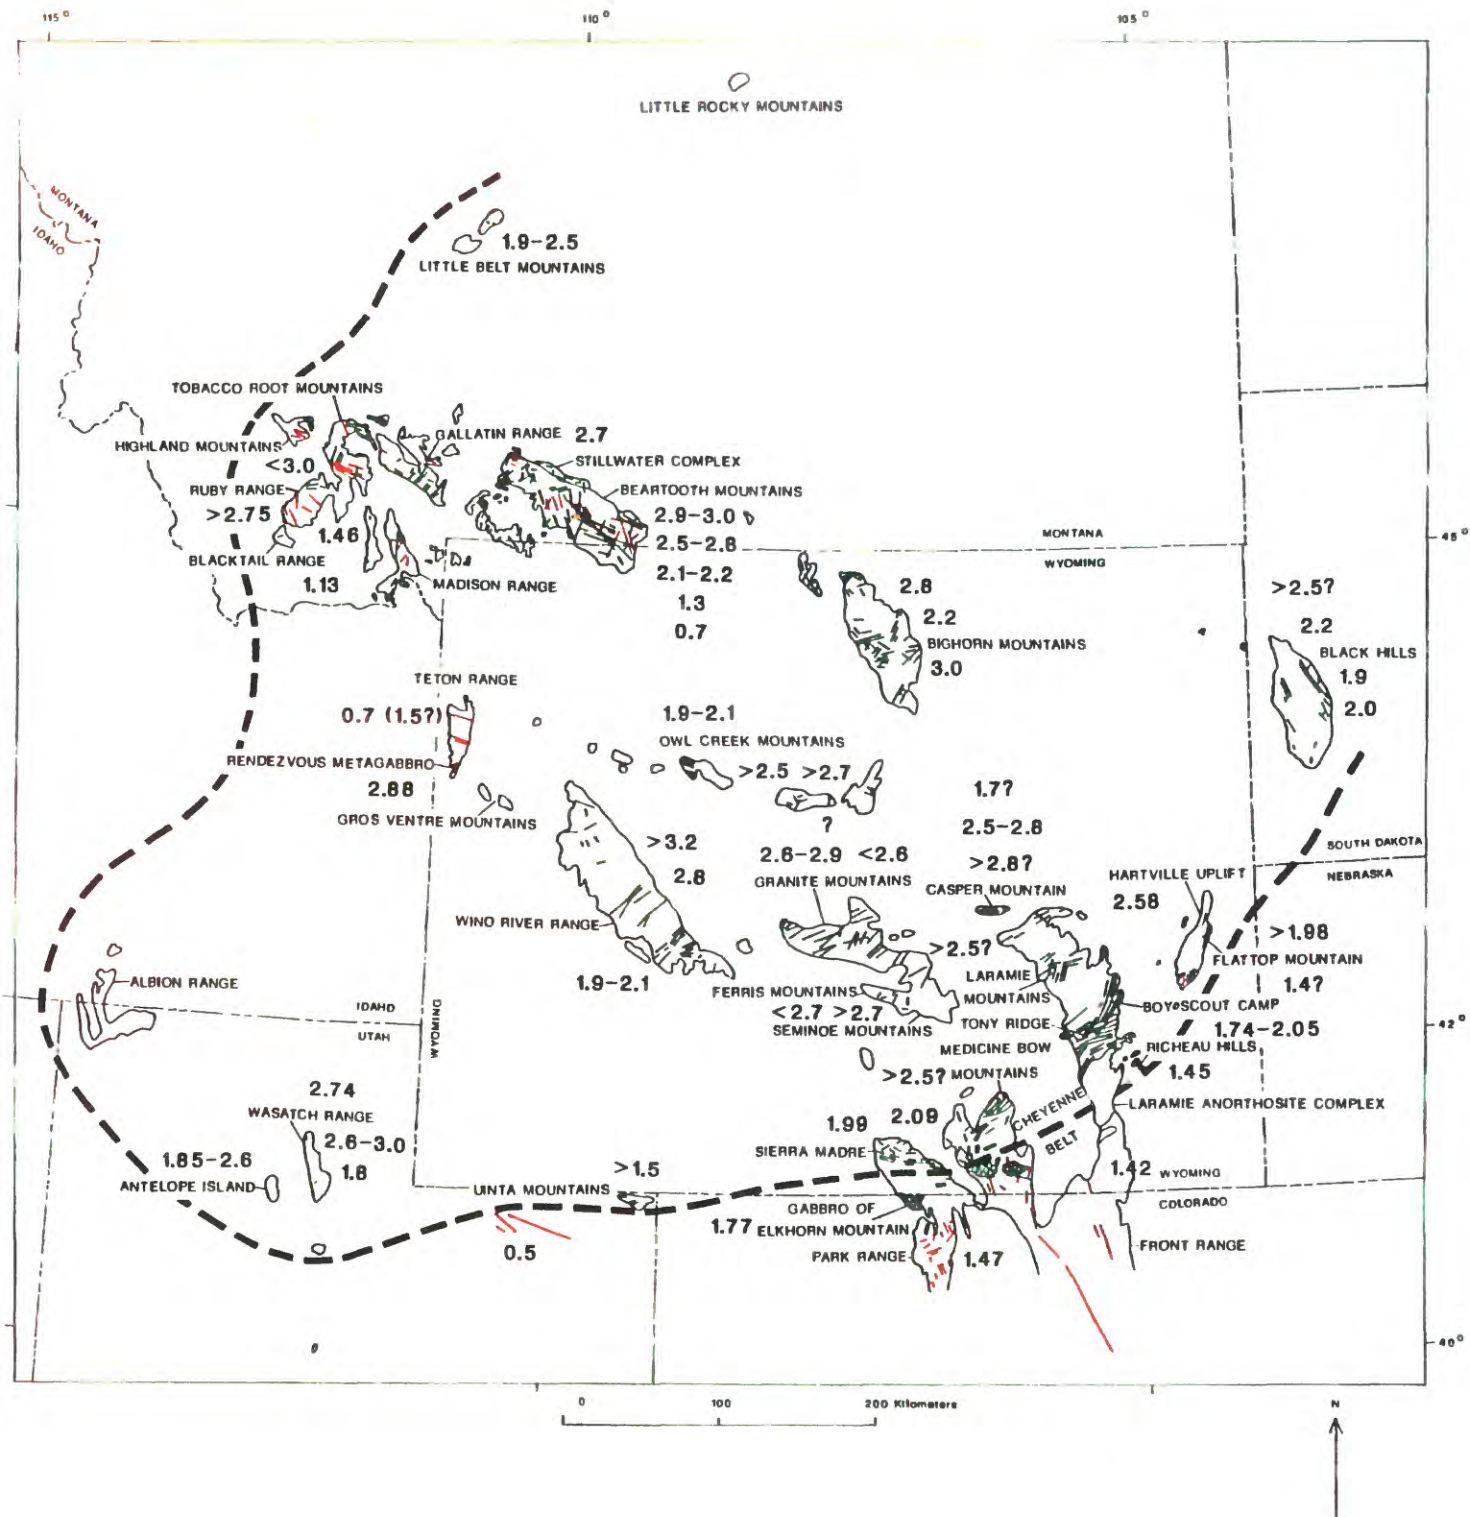 115°
110°
105°
LITTLE ROCKY MOUNTAINS
MONTANA
IDAHO
1.9-2.5
LITTLE BELT MOUNTAINS
TOBACCO ROOT MOUNTAINS
HIGHLAND MOUNTAINS
GALLATIN RANGE 2.7
<3.0
STILLWATER COMPLEX
RUBY RANGE
BEARTOOTH MOUNTAINS
>2.75
2.9-3.0
1.46
2.5-2.8
MONTANA
45°
BLACKTAIL RANGE
WYOMING
1.13
MADISON RANGE
2.1-2.2
1.3
0.7
2.8
2.2
BIGHORN MOUNTAINS
3.0
>2.5?
2.2
BLACK HILLS
1.9
2.0
TETON RANGE
0.7 (1.5?)
1.9-2.1
OWL CREEK MOUNTAINS
RENDEZVOUS METAGABBRO
>2.5 >2.7
2.88
GROS VENTRE MOUNTAINS
?
1.7?
2.5-2.8
>2.8?
CASPER MOUNTAIN
>3.2
2.8
2.6-2.9 <2.6
GRANITE MOUNTAINS
SOUTH DAKOTA
NEBRASKA
HARTVILLE UPLIFT
2.58
WIND RIVER RANGE
>1.98
FLATTOP MOUNTAIN
1.4?
>2.5?
1.9-2.1
LARAMIE
MOUNTAINS
FERRIS MOUNTAINS
<2.7 >2.7
SEMINOE MOUNTAINS
ALBION RANGE
IDAHO
UTAH
WYOMING
BOY SCOUT CAMP
TONY RIDGE
1.74-2.05
42°
MEDICINE BOW
MOUNTAINS
>2.5?
RICHEAU HILLS
1.45
2.74
WASATCH RANGE
2.6-3.0
1.8
1.99
2.09
CHEYENNE
BELT
LARAMIE ANORTHOSITE COMPLEX
SIERRA MADRE
1.85-2.6
ANTELOPE ISLAND
>1.5
UINTA MOUNTAINS
1.42
WYOMING
COLORADO
GABBRO OF
1.77 ELKHORN MOUNTAIN
0.5
PARK RANGE
1.47
FRONT RANGE
40°
0
100
200 Kilometers
N